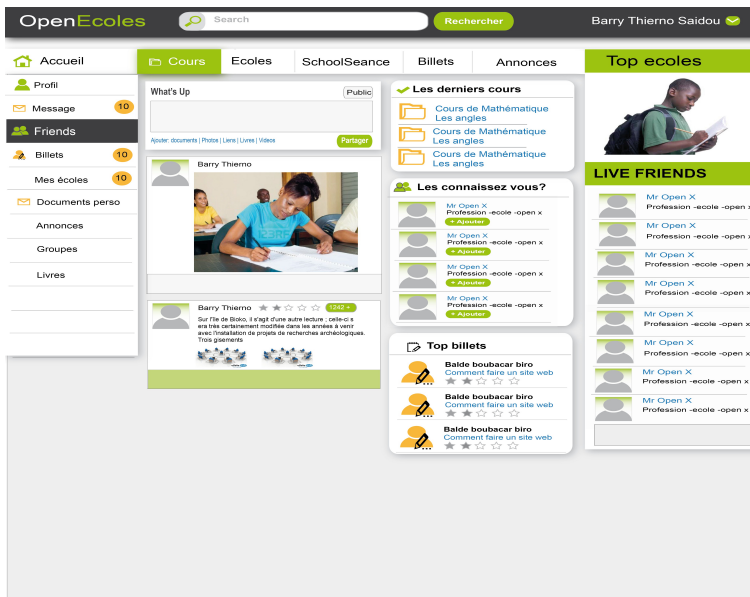 OpenEcoles
Search
Rechercher
Barry Thierno Saidou
Accueil
Cours
Ecoles
SchoolSeance
Billets
Annonces
Top ecoles
Profil
Message
10
Friends
Billets
10
Mes écoles
10
Documents perso
Annonces
Groupes
Livres
What's Up
Public
Ajouter: documents | Photos | Liens | Livres | Videos
Partager
Barry Thierno
Barry Thierno
1242 +
Sur l'île de Bioko, il s'agit d'une autre lecture ; celle-ci s
era très certainement modifiée dans les années à venir
avec l'installation de projets de recherches archéologiques.
Trois gisements
Les derniers cours
Cours de Mathématique
Les angles
Cours de Mathématique
Les angles
Cours de Mathématique
Les angles
Les connaissez vous?
Mr Open X
Profession -ecole -open x
+ Ajouter
Mr Open X
Profession -ecole -open x
+ Ajouter
Mr Open X
Profession -ecole -open x
+ Ajouter
Mr Open X
Profession -ecole -open x
+ Ajouter
Top billets
Balde boubacar biro
Comment faire un site web
Balde boubacar biro
Comment faire un site web
Balde boubacar biro
Comment faire un site web
LIVE FRIENDS
Mr Open X
Profession -ecole -open x
Mr Open X
Profession -ecole -open x
Mr Open X
Profession -ecole -open x
Mr Open X
Profession -ecole -open x
Mr Open X
Profession -ecole -open x
Mr Open X
Profession -ecole -open x
Mr Open X
Profession -ecole -open x
Mr Open X
Profession -ecole -open x